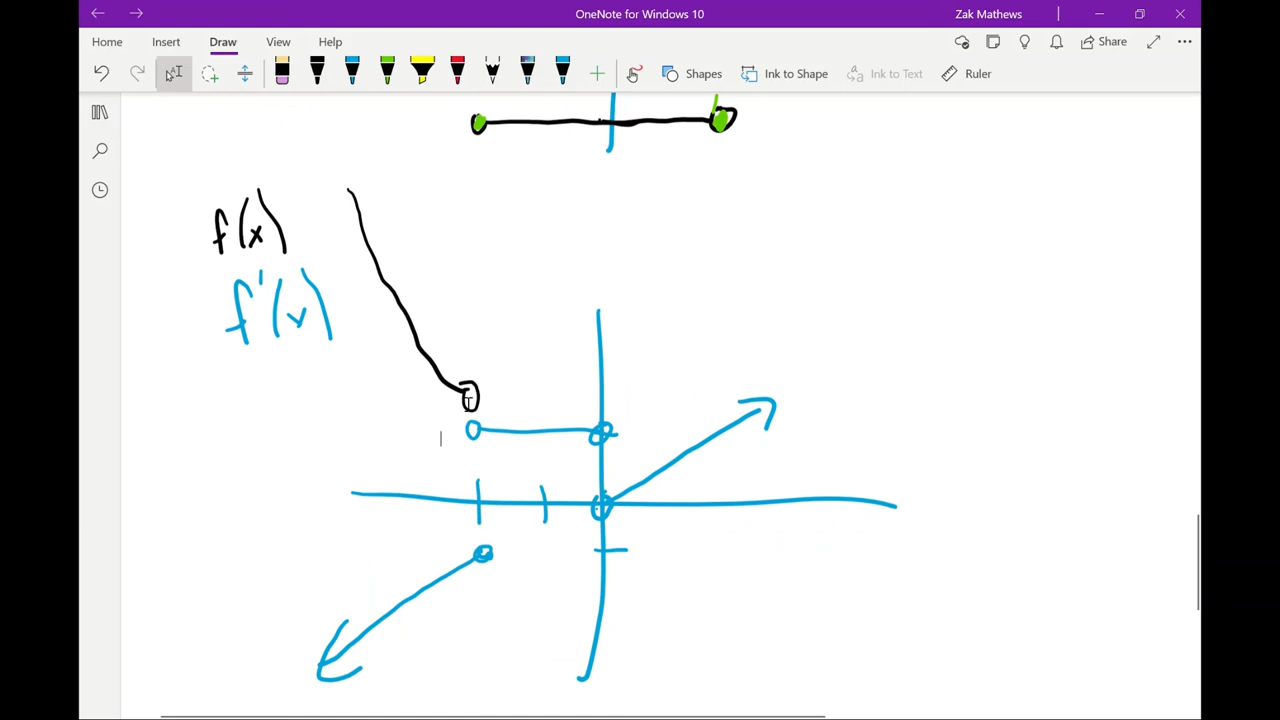 OneNote for Windows 10
Zak Mathews
Home Insert Draw View Help
Share
Shapes
Ink to Shape
Ink to Text
Ruler
f(x)
f'(x)